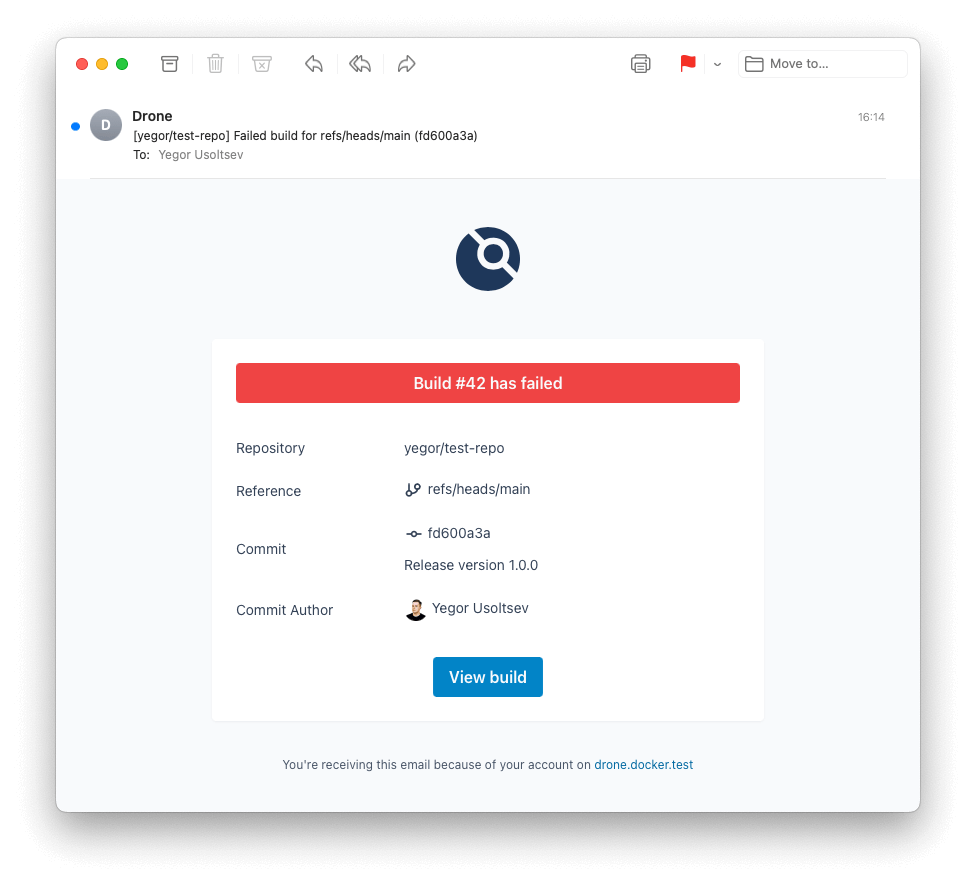 Move to...
D
Drone
16:14
[yegor/test-repo] Failed build for refs/heads/main (fd600a3a)
To: Yegor Usoltsev
Build #42 has failed
Repository yegor/test-repo
Reference refs/heads/main
Commit fd600a3a
Release version 1.0.0
Commit Author Yegor Usoltsev
View build
You're receiving this email because of your account on drone.docker.test